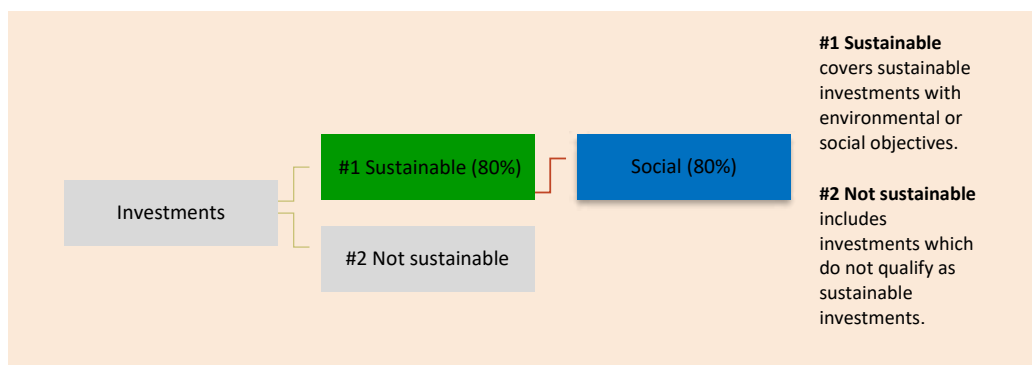 Investments
#1 Sustainable (80%)
#2 Not sustainable
Social (80%)
#1 Sustainable
covers sustainable
investments with
environmental or
social objectives.
#2 Not sustainable
includes
investments which
do not qualify as
sustainable
investments.